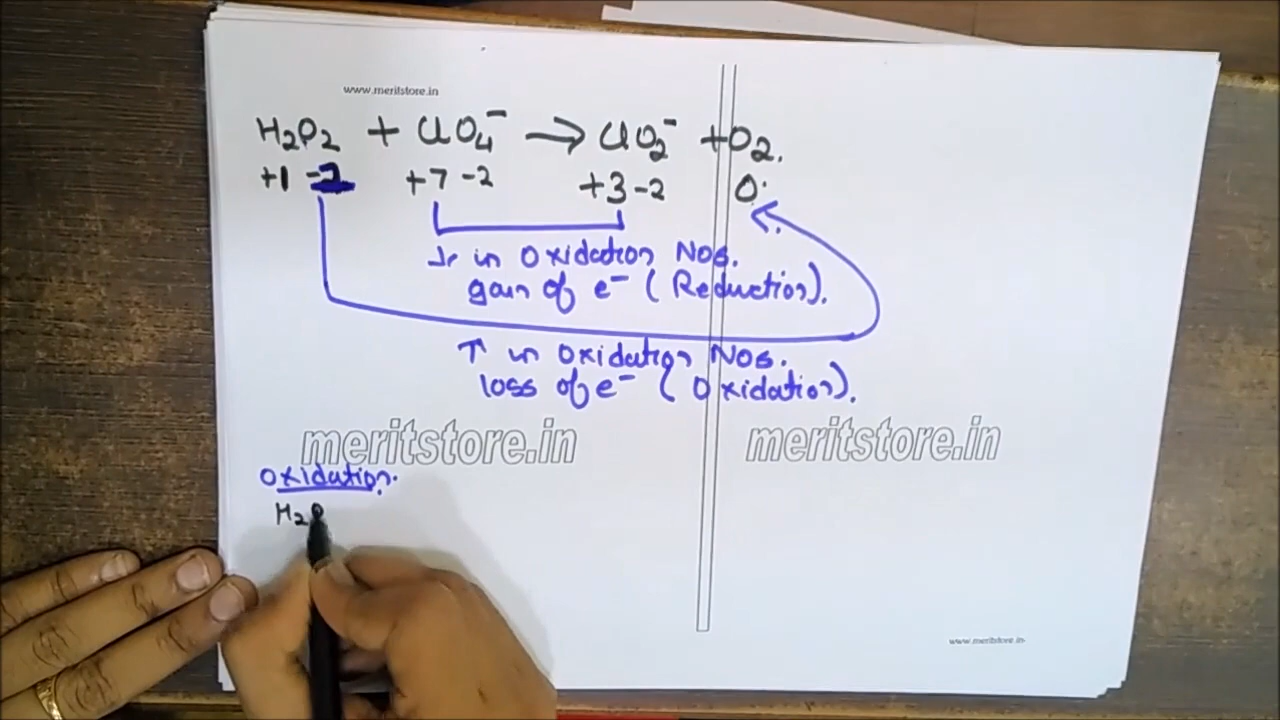 www.meritstore.in
H₂O₂ + ClO₄⁻ → ClO₂⁻ + O₂.
+1 -1 +7 -2 +3 -2 0.
↓ in Oxidation Nos.
gain of e⁻ ( Reduction).
↑ in Oxidation Nos.
loss of e⁻ ( Oxidation).
meritstore.in meritstore.in
Oxidation.
H₂O
www.meritstore.in